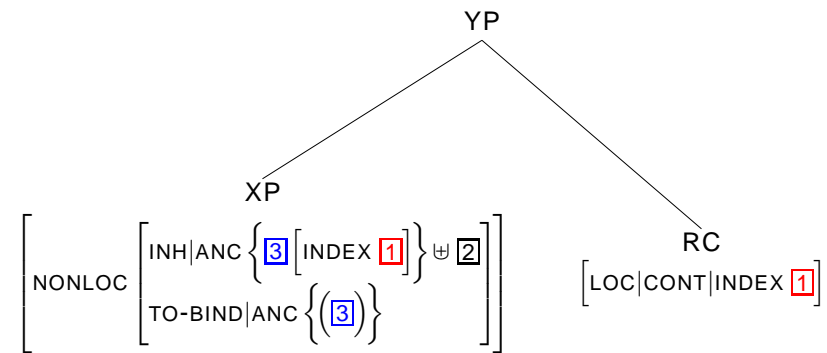 YP
XP
NONLOC
INH|ANC { 3 [INDEX 1] } ⊎ 2
TO-BIND|ANC { ( 3 ) }
RC
[LOC|CONT|INDEX 1]